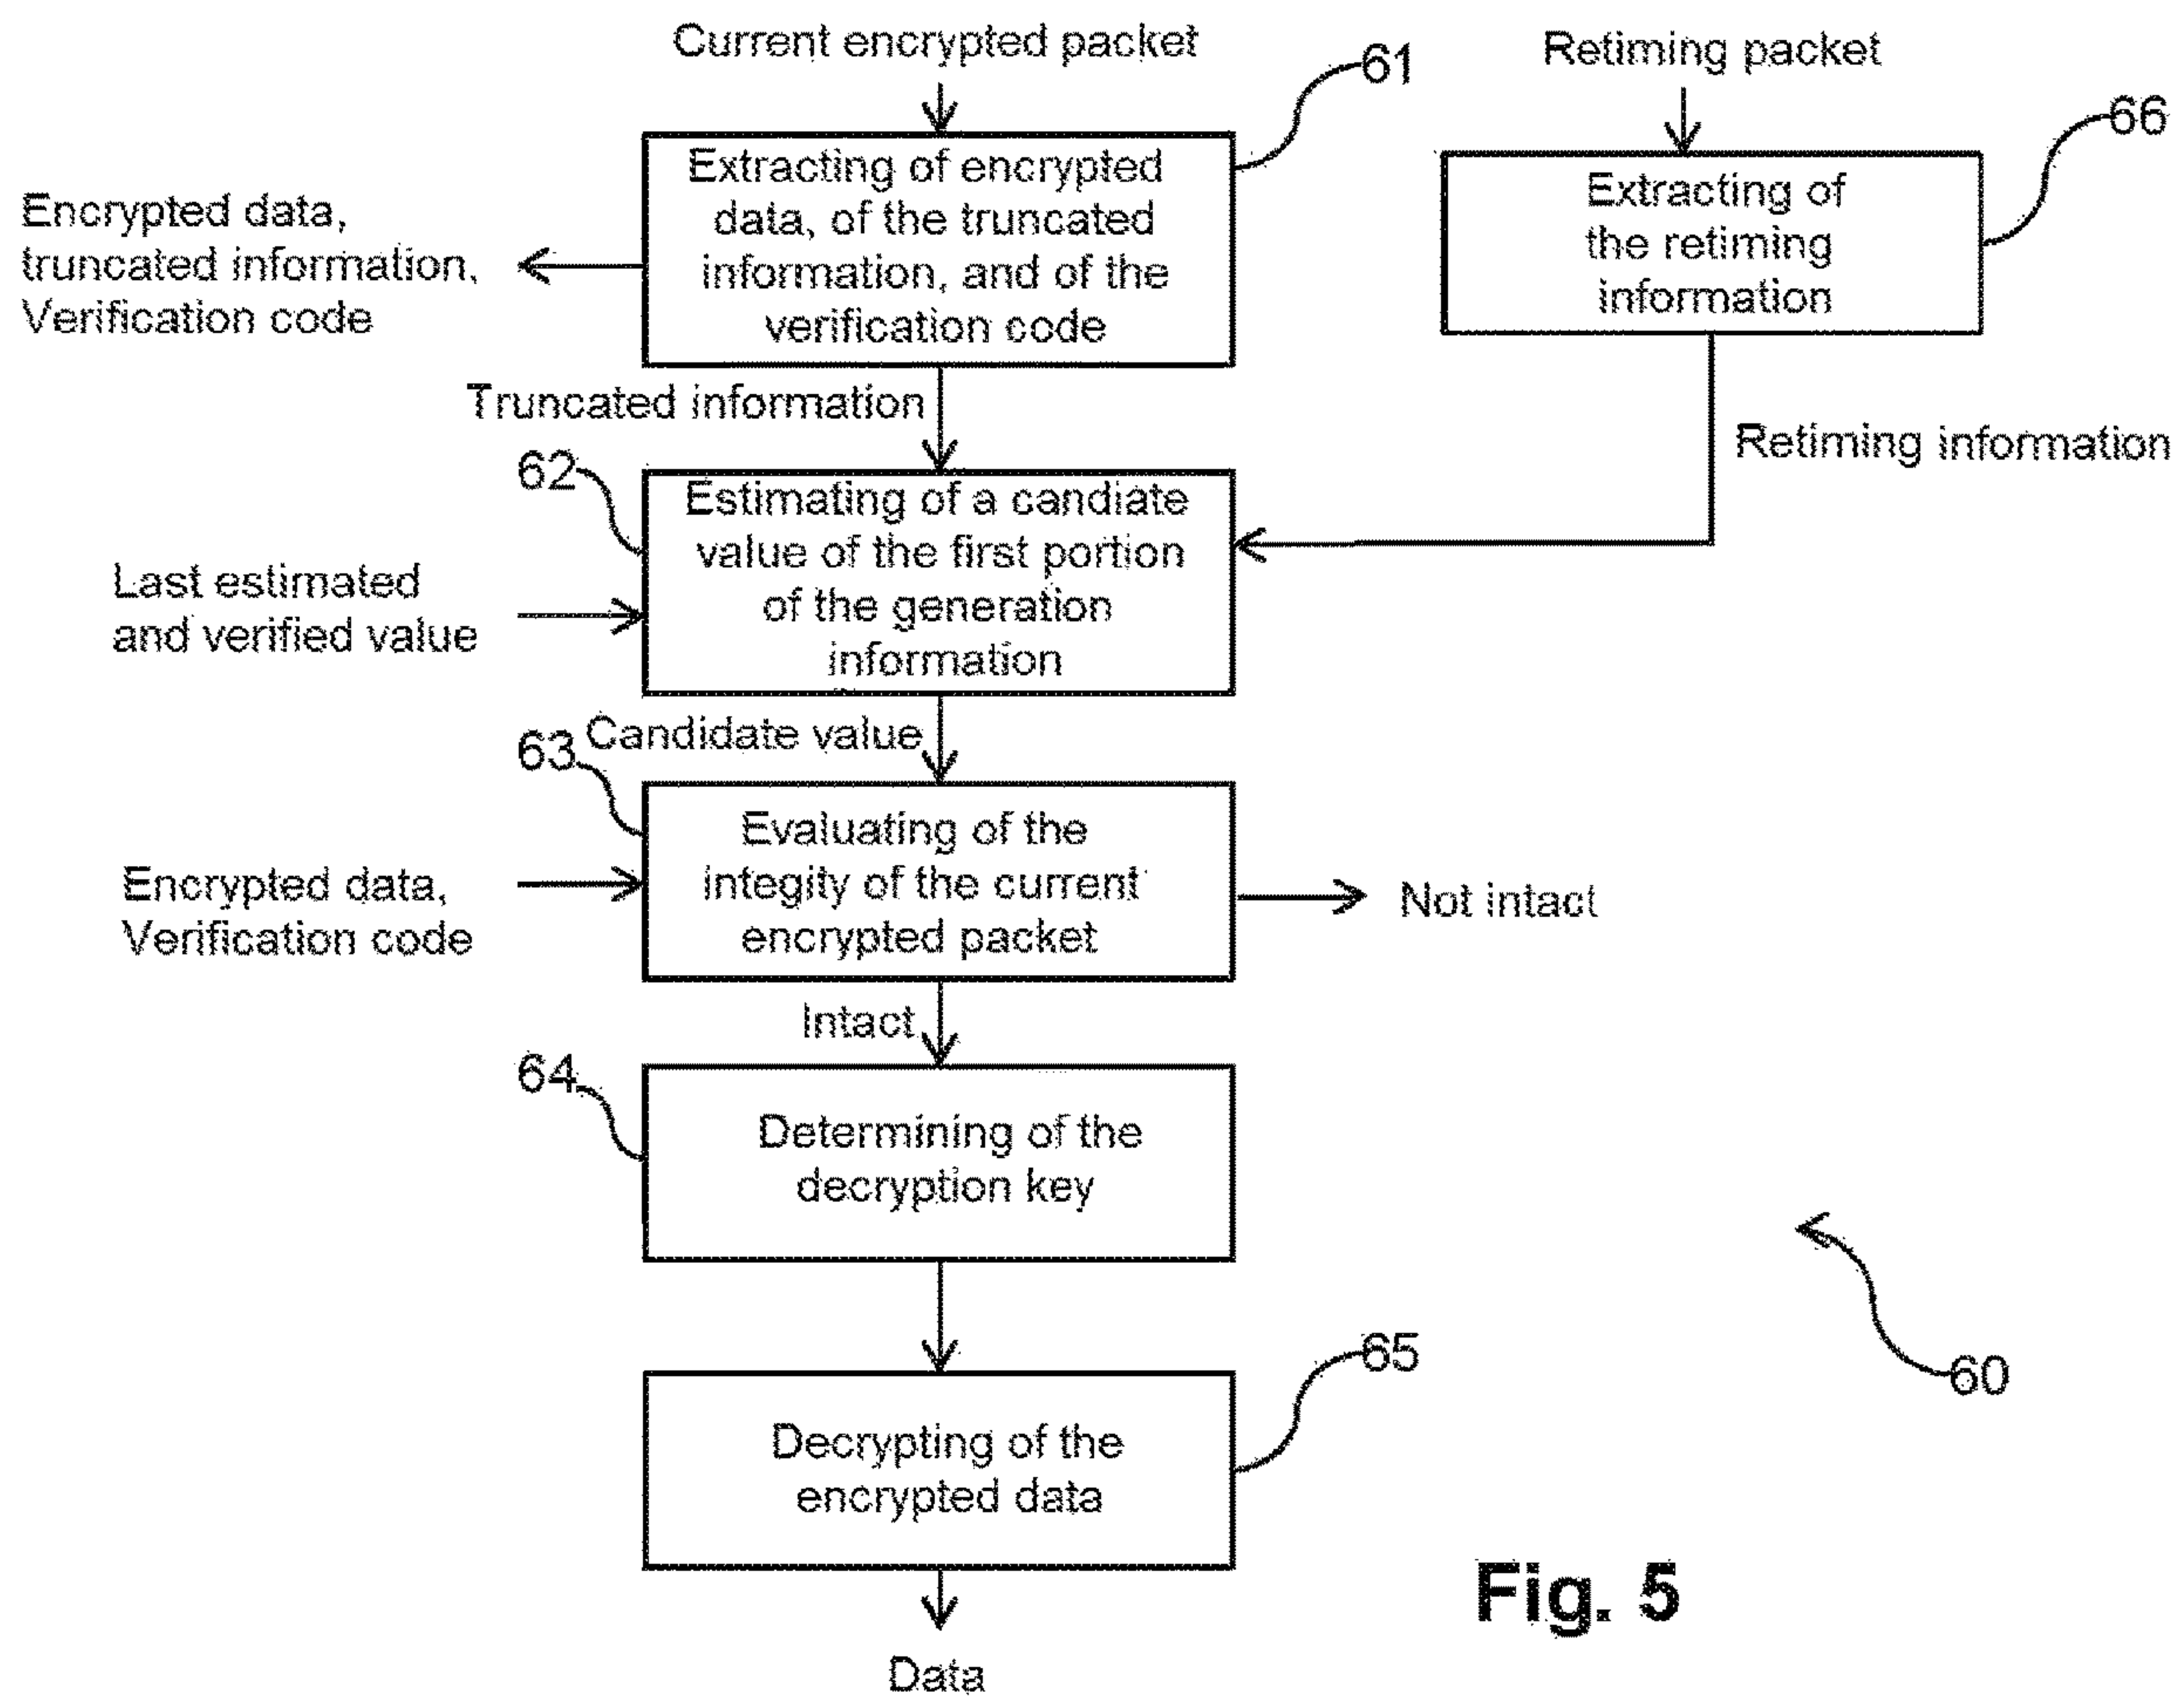 Current encrypted packet
61
Retiming packet
66
Extracting of encrypted
data, of the truncated
information, and of the
verification code
Extracting of
the retiming
information
Encrypted data,
truncated information,
Verification code
Truncated information
Retiming information
62
Estimating of a candiate
value of the first portion
of the generation
information
Last estimated
and verified value
Candidate value
63
Evaluating of the
integity of the current
encrypted packet
Encrypted data,
Verification code
Not intact
Intact
64
Determining of the
decryption key
60
65
Decrypting of the
encrypted data
Data
Fig. 5